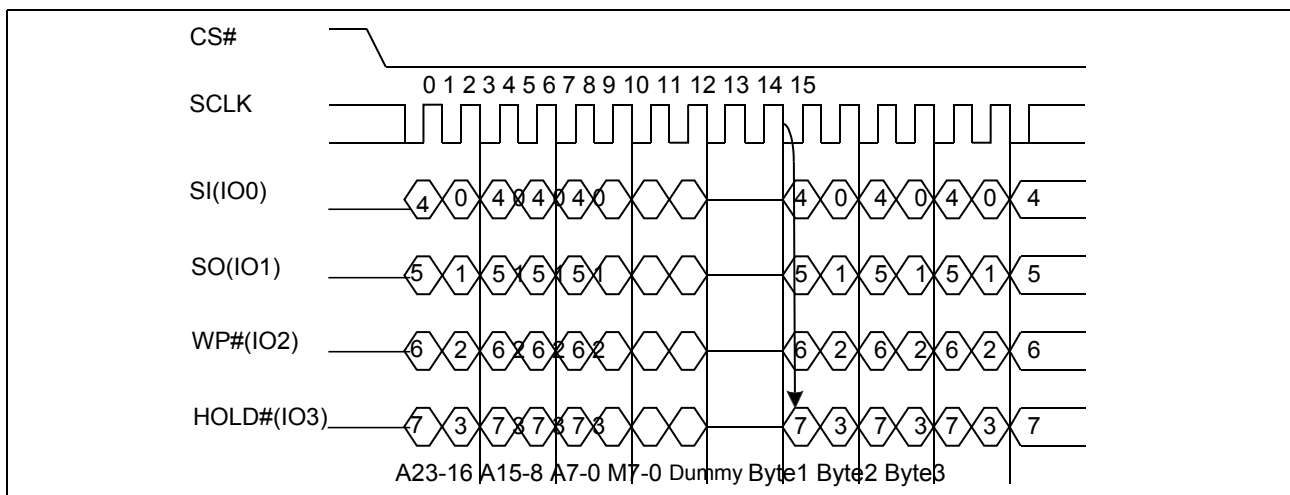 CS#
0 1 2 3 4 5 6 7 8 9 10 11 12 13 14 15
SCLK
SI(IO0) 4 0 4 0 4 0 4 0 4 0 4 0 4 0 4
SO(IO1) 5 1 5 1 5 1 5 1 5 1 5 1 5 1 5
WP#(IO2) 6 2 6 2 6 2 6 2 6 2 6 2 6 2 6
HOLD#(IO3) 7 3 7 3 7 3 7 3 7 3 7 3 7 3 7
A23-16 A15-8 A7-0 M7-0 Dummy Byte1 Byte2 Byte3